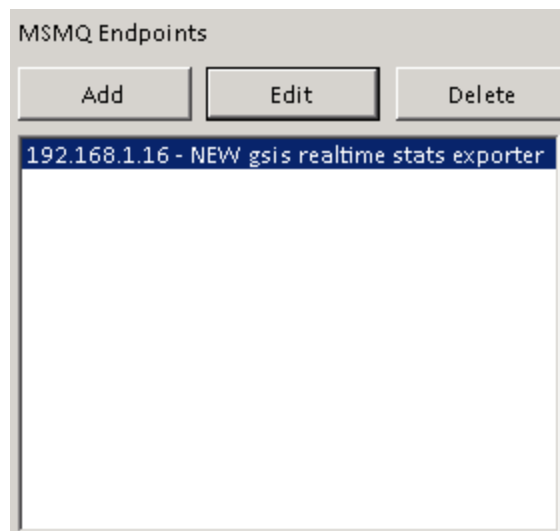 MSMQ Endpoints
Add Edit Delete
192.168.1.16 - NEW gsis realtime stats exporter